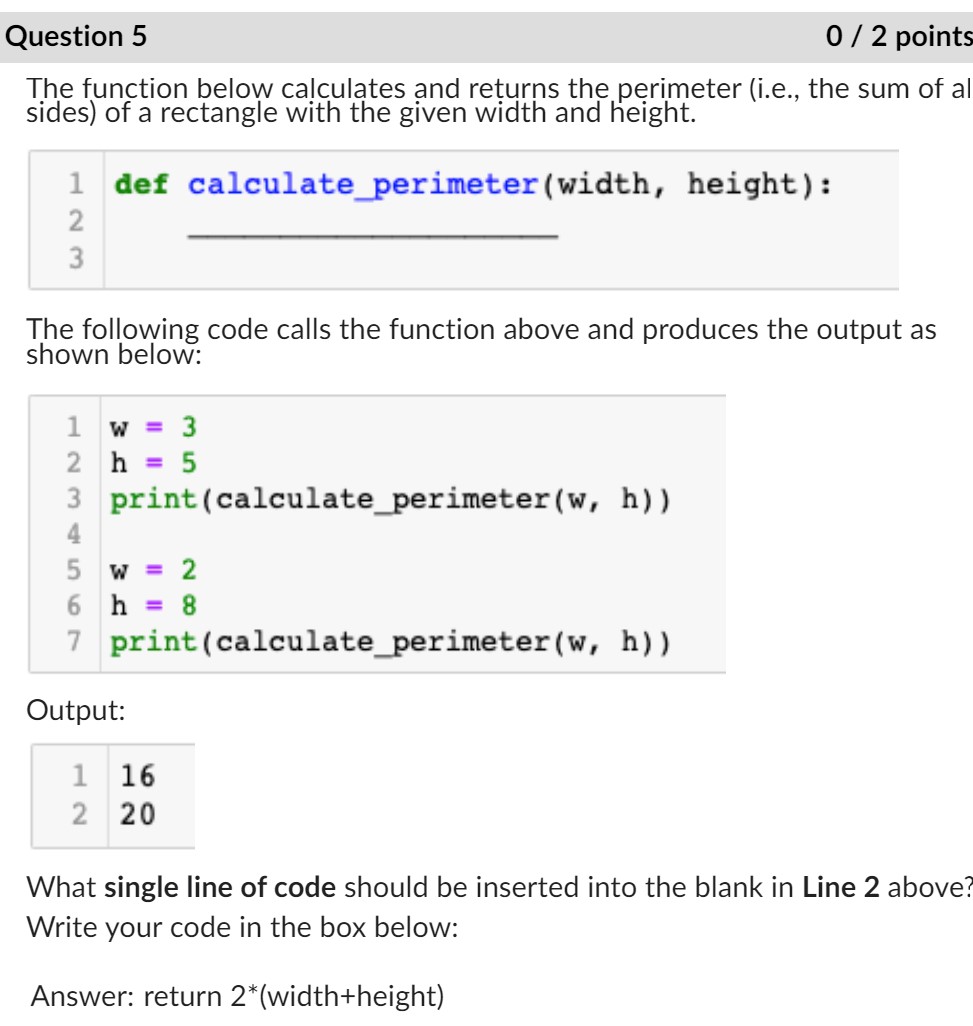 Question 5 0 / 2 points
The function below calculates and returns the perimeter (i.e., the sum of al
sides) of a rectangle with the given width and height.
1 def calculate_perimeter(width, height):
2 ____________________
3
The following code calls the function above and produces the output as
shown below:
1 w = 3
2 h = 5
3 print(calculate_perimeter(w, h))
4
5 w = 2
6 h = 8
7 print(calculate_perimeter(w, h))
Output:
1 16
2 20
What single line of code should be inserted into the blank in Line 2 above?
Write your code in the box below:
Answer: return 2*(width+height)